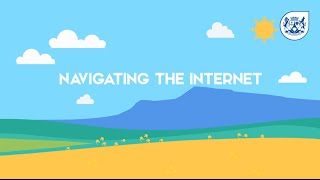 NAVIGATING THE INTERNET